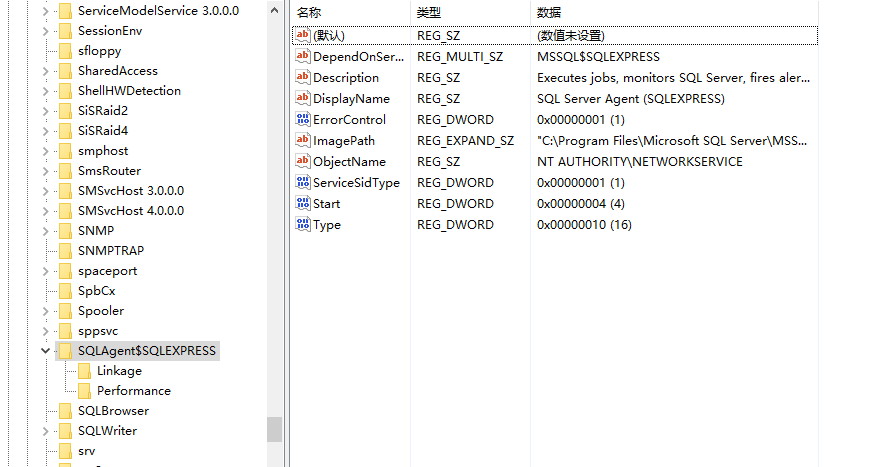 ServiceModelService 3.0.0.0
SessionEnv
sfloppy
SharedAccess
ShellHWDetection
SiSRaid2
SiSRaid4
smphost
SmsRouter
SMSvcHost 3.0.0.0
SMSvcHost 4.0.0.0
SNMP
SNMPTRAP
spaceport
SpbCx
Spooler
sppsvc
SQLAgent$SQLEXPRESS
Linkage
Performance
SQLBrowser
SQLWriter
srv
名称 类型 数据
(默认) REG_SZ (数值未设置)
DependOnSer... REG_MULTI_SZ MSSQL$SQLEXPRESS
Description REG_SZ Executes jobs, monitors SQL Server, fires aler...
DisplayName REG_SZ SQL Server Agent (SQLEXPRESS)
ErrorControl REG_DWORD 0x00000001 (1)
ImagePath REG_EXPAND_SZ "C:\Program Files\Microsoft SQL Server\MSS...
ObjectName REG_SZ NT AUTHORITY\NETWORKSERVICE
ServiceSidType REG_DWORD 0x00000001 (1)
Start REG_DWORD 0x00000004 (4)
Type REG_DWORD 0x00000010 (16)